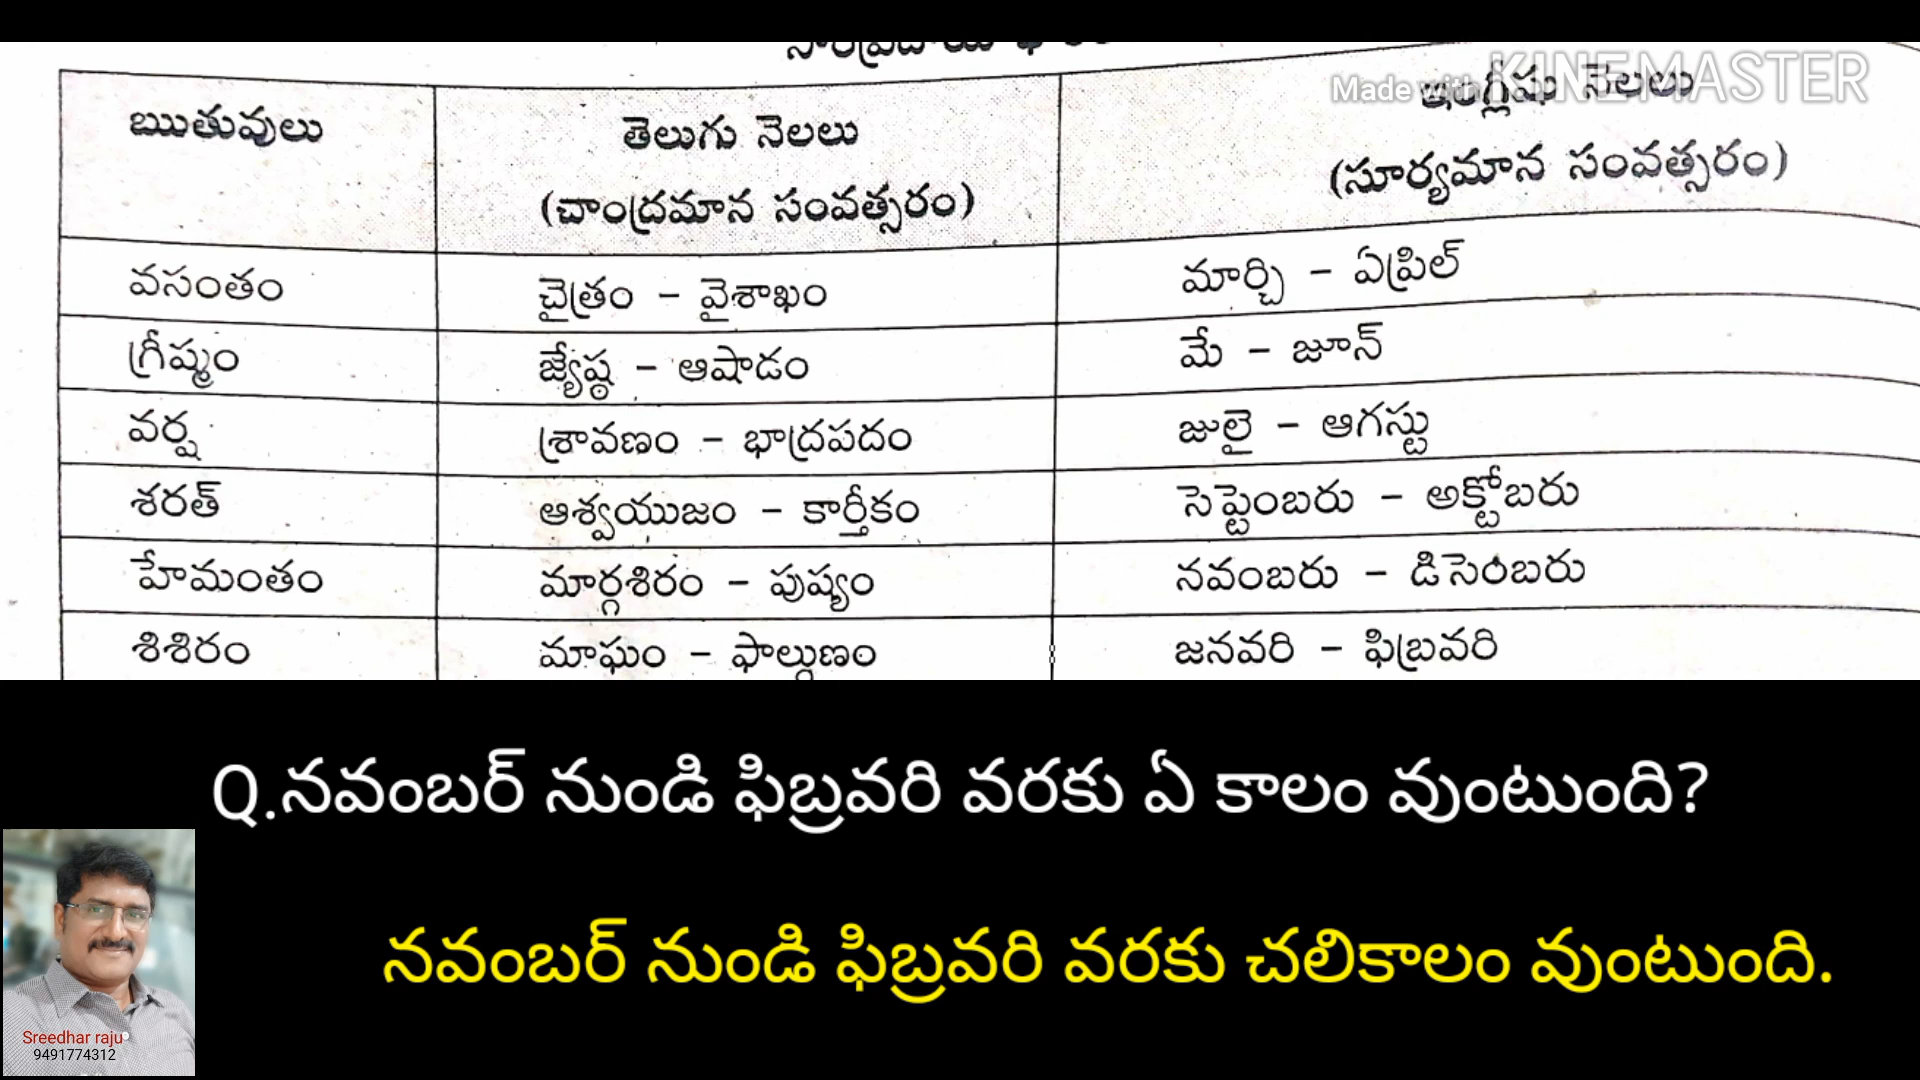 ఋతువులు తెలుగు నెలలు ఇంగ్లీషు నెలలు
(చాంద్రమాన సంవత్సరం) (సూర్యమాన సంవత్సరం)
వసంతం చైత్రం – వైశాఖం మార్చి – ఏప్రిల్
గ్రీష్మం జ్యేష్ఠ – ఆషాడం మే – జూన్
వర్ష శ్రావణం – భాద్రపదం జులై – ఆగస్టు
శరత్ ఆశ్వయుజం – కార్తీకం సెప్టెంబరు – అక్టోబరు
హేమంతం మార్గశిరం – పుష్యం నవంబరు – డిసెంబరు
శిశిరం మాఘం – ఫాల్గుణం జనవరి – ఫిబ్రవరి
Made with KINEMASTER
Q.నవంబర్ నుండి ఫిబ్రవరి వరకు ఏ కాలం వుంటుంది?
నవంబర్ నుండి ఫిబ్రవరి వరకు చలికాలం వుంటుంది.
Sreedhar raju
9491774312